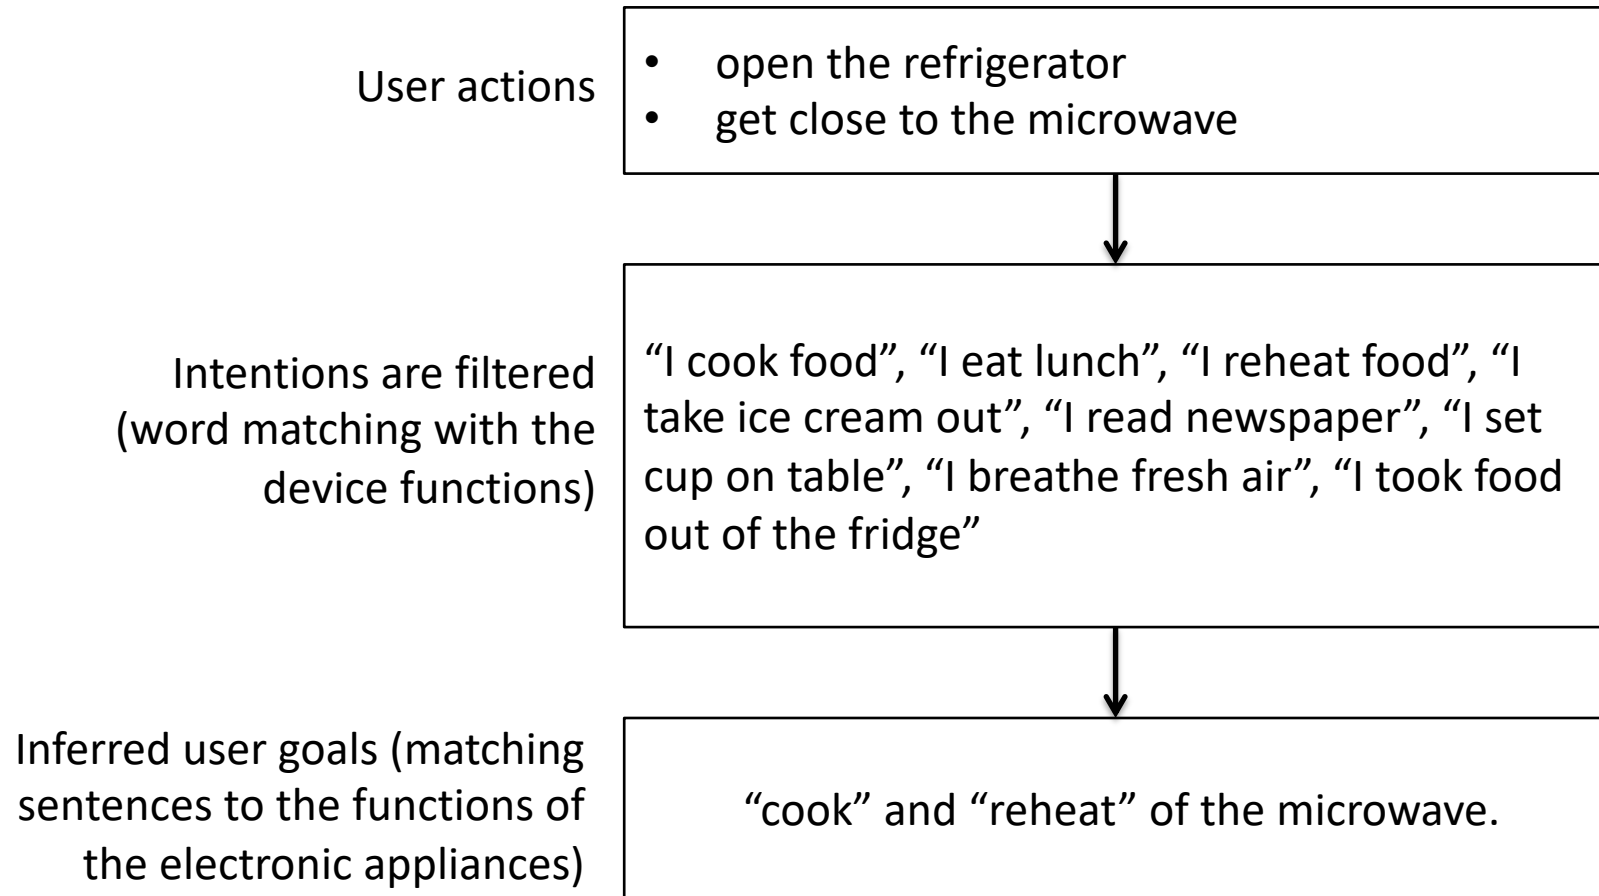 User actions
• open the refrigerator
• get close to the microwave
Intentions are filtered
(word matching with the
device functions)
“I cook food”, “I eat lunch”, “I reheat food”, “I
take ice cream out”, “I read newspaper”, “I set
cup on table”, “I breathe fresh air”, “I took food
out of the fridge”
Inferred user goals (matching
sentences to the functions of
the electronic appliances)
“cook” and “reheat” of the microwave.